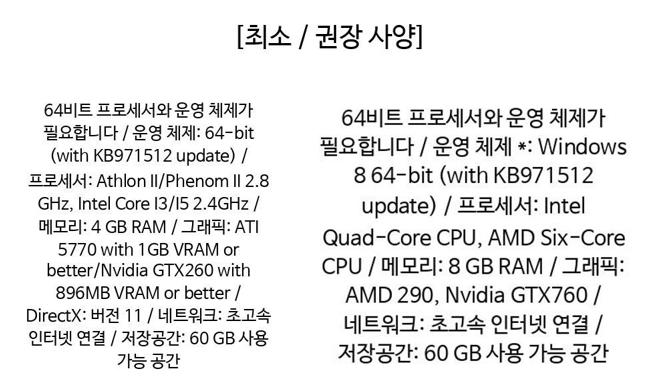 [최소 / 권장 사양]
64비트 프로세서와 운영 체제가
필요합니다 / 운영 체제: 64-bit
(with KB971512 update) /
프로세서: Athlon II/Phenom II 2.8
GHz, Intel Core I3/I5 2.4GHz /
메모리: 4 GB RAM / 그래픽: ATI
5770 with 1GB VRAM or
better/Nvidia GTX260 with
896MB VRAM or better /
DirectX: 버전 11 / 네트워크: 초고속
인터넷 연결 / 저장공간: 60 GB 사용
가능 공간
64비트 프로세서와 운영 체제가
필요합니다 / 운영 체제 *: Windows
8 64-bit (with KB971512
update) / 프로세서: Intel
Quad-Core CPU, AMD Six-Core
CPU / 메모리: 8 GB RAM / 그래픽:
AMD 290, Nvidia GTX760 /
네트워크: 초고속 인터넷 연결 /
저장공간: 60 GB 사용 가능 공간